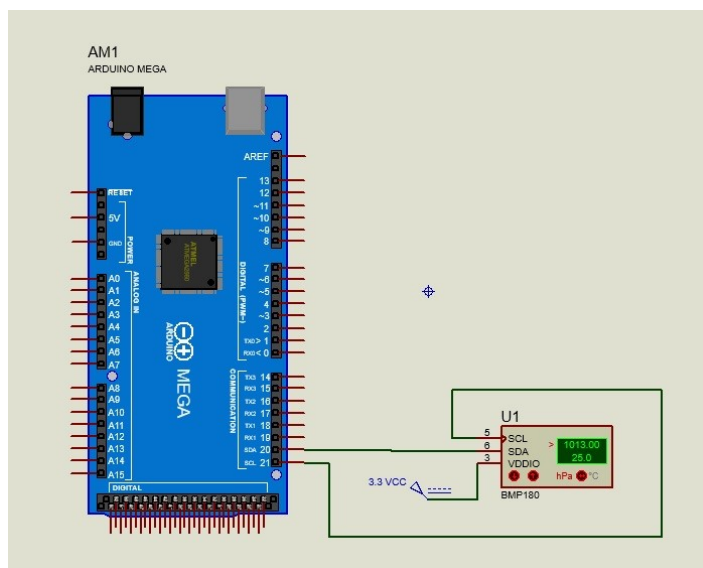 AM1
ARDUINO MEGA
AREF
13
12
~11
~10
~9
8
7
~6
~5
4
~3
2
TX0 > 1
RX0 < 0
DIGITAL (PWM~)
RESET
5V
GND
POWER
A0
A1
A2
A3
A4
A5
A6
A7
ANALOG IN
A8
A9
A10
A11
A12
A13
A14
A15
ATMEL
ARDUINO
MEGA
TX3 14
RX3 15
TX2 16
RX2 17
TX1 18
RX1 19
SDA 20
SCL 21
COMMUNICATION
DIGITAL
3.3 VCC
U1
5 SCL
6 SDA
3 VDDIO
> 1013.00
25.0
hPa °C
BMP180